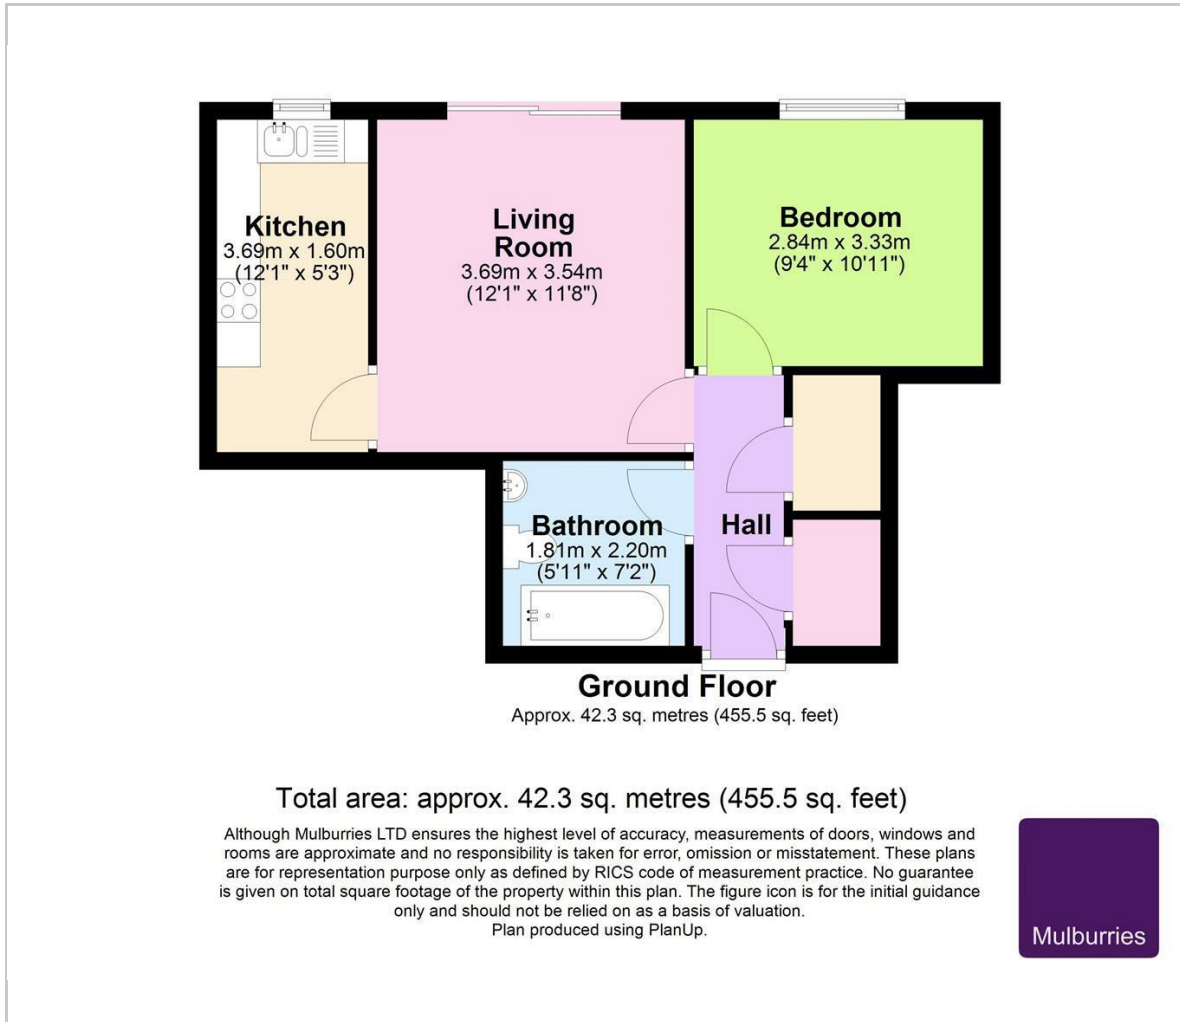 Kitchen
3.69m x 1.60m
(12'1" x 5'3")
Living
Room
3.69m x 3.54m
(12'1" x 11'8")
Bedroom
2.84m x 3.33m
(9'4" x 10'11")
Bathroom
1.81m x 2.20m
(5'11" x 7'2")
Hall
Ground Floor
Approx. 42.3 sq. metres (455.5 sq. feet)
Total area: approx. 42.3 sq. metres (455.5 sq. feet)
Although Mulburries LTD ensures the highest level of accuracy, measurements of doors, windows and
rooms are approximate and no responsibility is taken for error, omission or misstatement. These plans
are for representation purpose only as defined by RICS code of measurement practice. No guarantee
is given on total square footage of the property within this plan. The figure icon is for the initial guidance
only and should not be relied on as a basis of valuation.
Plan produced using PlanUp.
Mulburries